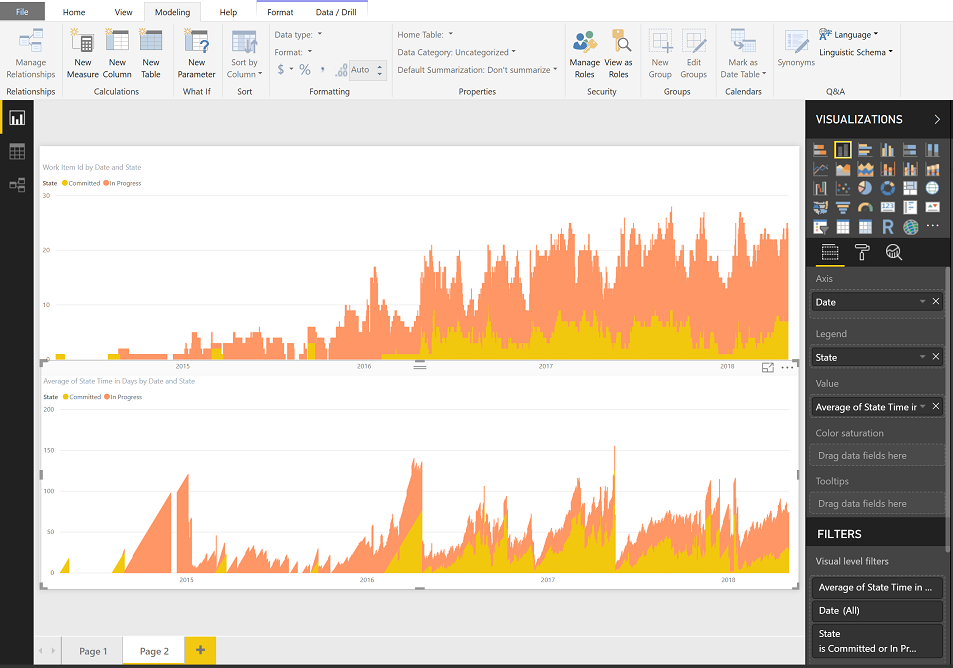 File Home View Modeling Help Format Data / Drill
Manage Relationships
New Measure
New Column
New Table
New Parameter
Sort by Column
Data type:
Format:
$ % , .00 Auto
Home Table:
Data Category: Uncategorized
Default Summarization: Don't summarize
Manage Roles
View as Roles
New Group
Edit Groups
Mark as Date Table
Synonyms
Language
Linguistic Schema
Relationships Calculations What If Sort Formatting Properties Security Groups Calendars Q&A
Work Item Id by Date and State
State Committed In Progress
30
20
10
0
2015 2016 2017 2018
Average of State Time in Days by Date and State
State Committed In Progress
200
150
100
50
0
2015 2016 2017 2018
Page 1 Page 2 +
VISUALIZATIONS
123
R
Axis
Date
Legend
State
Value
Average of State Time ir
Color saturation
Drag data fields here
Tooltips
Drag data fields here
FILTERS
Visual level filters
Average of State Time in ...
Date (All)
State
is Committed or In Pr...